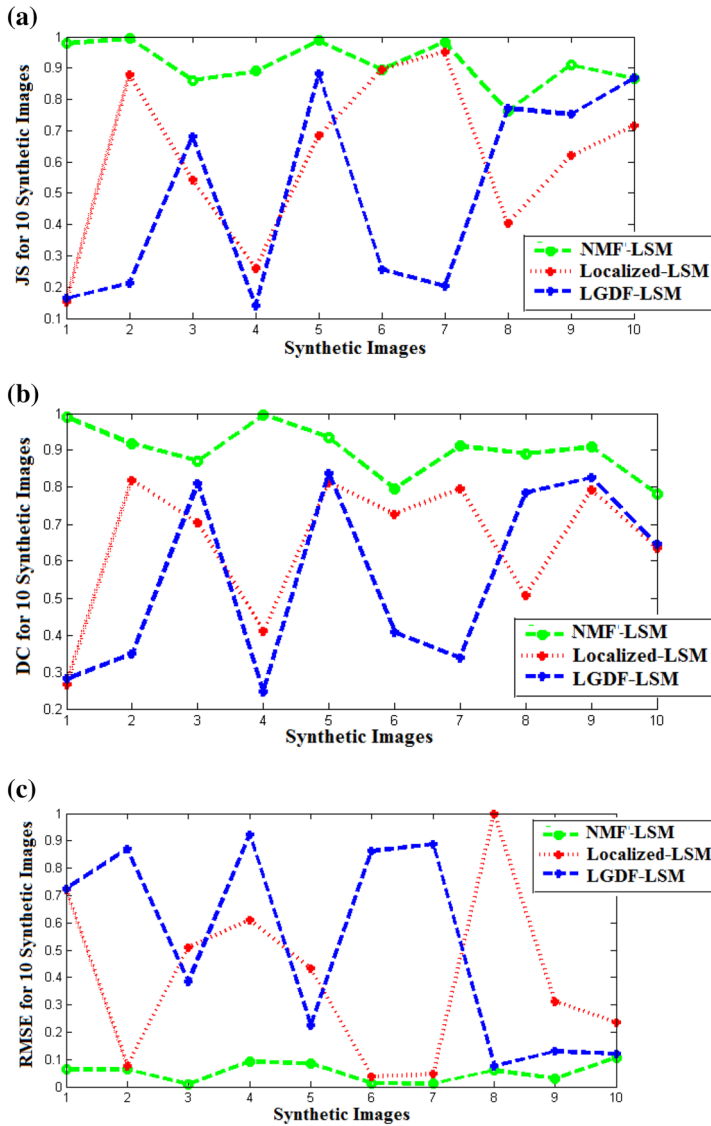 (a)
JS for 10 Synthetic Images
1
0.9
0.8
0.7
0.6
0.5
0.4
0.3
0.2
0.1
NMF-LSM
Localized-LSM
LGDF-LSM
1 2 3 4 5 6 7 8 9 10
Synthetic Images
(b)
DC for 10 Synthetic Images
1
0.9
0.8
0.7
0.6
0.5
0.4
0.3
0.2
NMF-LSM
Localized-LSM
LGDF-LSM
1 2 3 4 5 6 7 8 9 10
Synthetic Images
(c)
RMSE for 10 Synthetic Images
1
0.9
0.8
0.7
0.6
0.5
0.4
0.3
0.2
0.1
0
NMF-LSM
Localized-LSM
LGDF-LSM
1 2 3 4 5 6 7 8 9 10
Synthetic Images